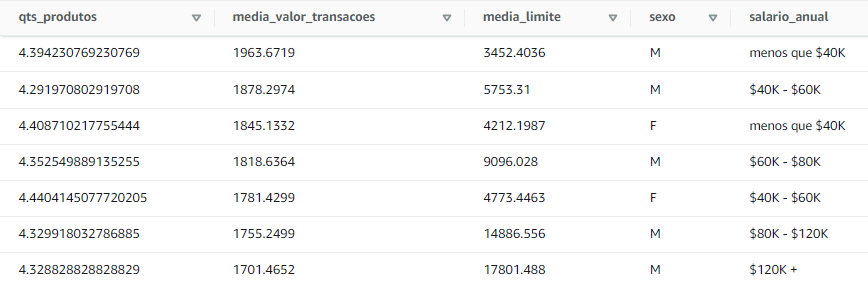 qts_produtos media_valor_transacoes media_limite sexo salario_anual
4.394230769230769 1963.6719 3452.4036 M menos que $40K
4.291970802919708 1878.2974 5753.31 M $40K - $60K
4.408710217755444 1845.1332 4212.1987 F menos que $40K
4.352549889135255 1818.6364 9096.028 M $60K - $80K
4.4404145077720205 1781.4299 4773.4463 F $40K - $60K
4.329918032786885 1755.2499 14886.556 M $80K - $120K
4.328828828828829 1701.4652 17801.488 M $120K +